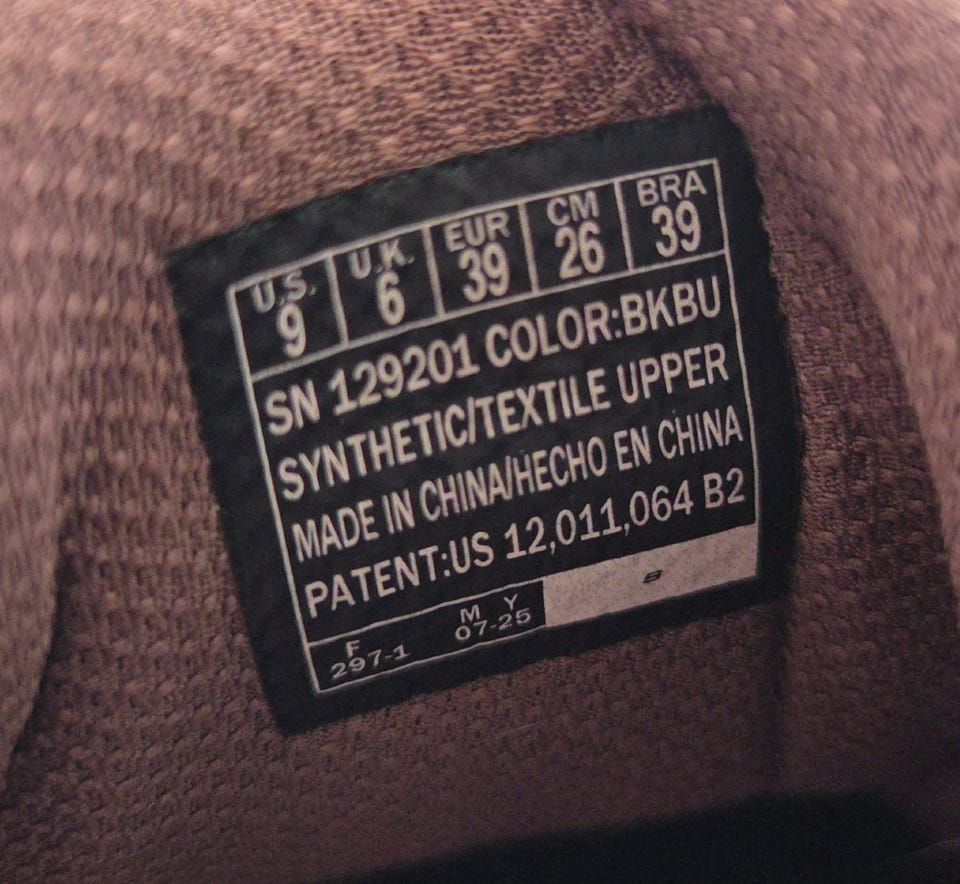 U.S. U.K. EUR CM BRA
9 6 39 26 39
SN 129201 COLOR:BKBU
SYNTHETIC/TEXTILE UPPER
MADE IN CHINA/HECHO EN CHINA
PATENT:US 12,011,064 B2
F M Y
297-1 07-25